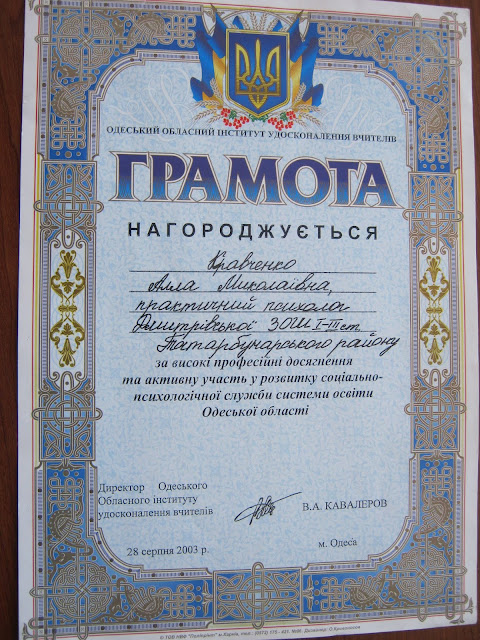 ОДЕСЬКИЙ ОБЛАСНИЙ ІНСТИТУТ УДОСКОНАЛЕННЯ ВЧИТЕЛІВ
ГРАМОТА
НАГОРОДЖУЄТЬСЯ
Кравченко
Алла Миколаївна,
практичний психолог
Дмитрівської ЗОШ І-ІІІ ст
Татарбунарського району
за високі професійні досягнення
та активну участь у розвитку соціально-
психологічної служби системи освіти
Одеської області
Директор Одеського
Обласного інституту
удосконалення вчителів
В.А. КАВАЛЕРОВ
28 серпня 2003 р.
м. Одеса